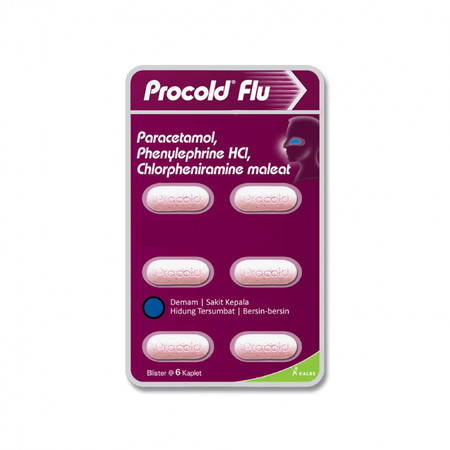 Procold® Flu
Paracetamol,
Phenylephrine HCl,
Chlorpheniramine maleat
Procold Procold
Procold Procold
Demam | Sakit Kepala
Hidung Tersumbat | Bersin-bersin
Procold Procold
Blister @ 6 Kaplet
KALBE